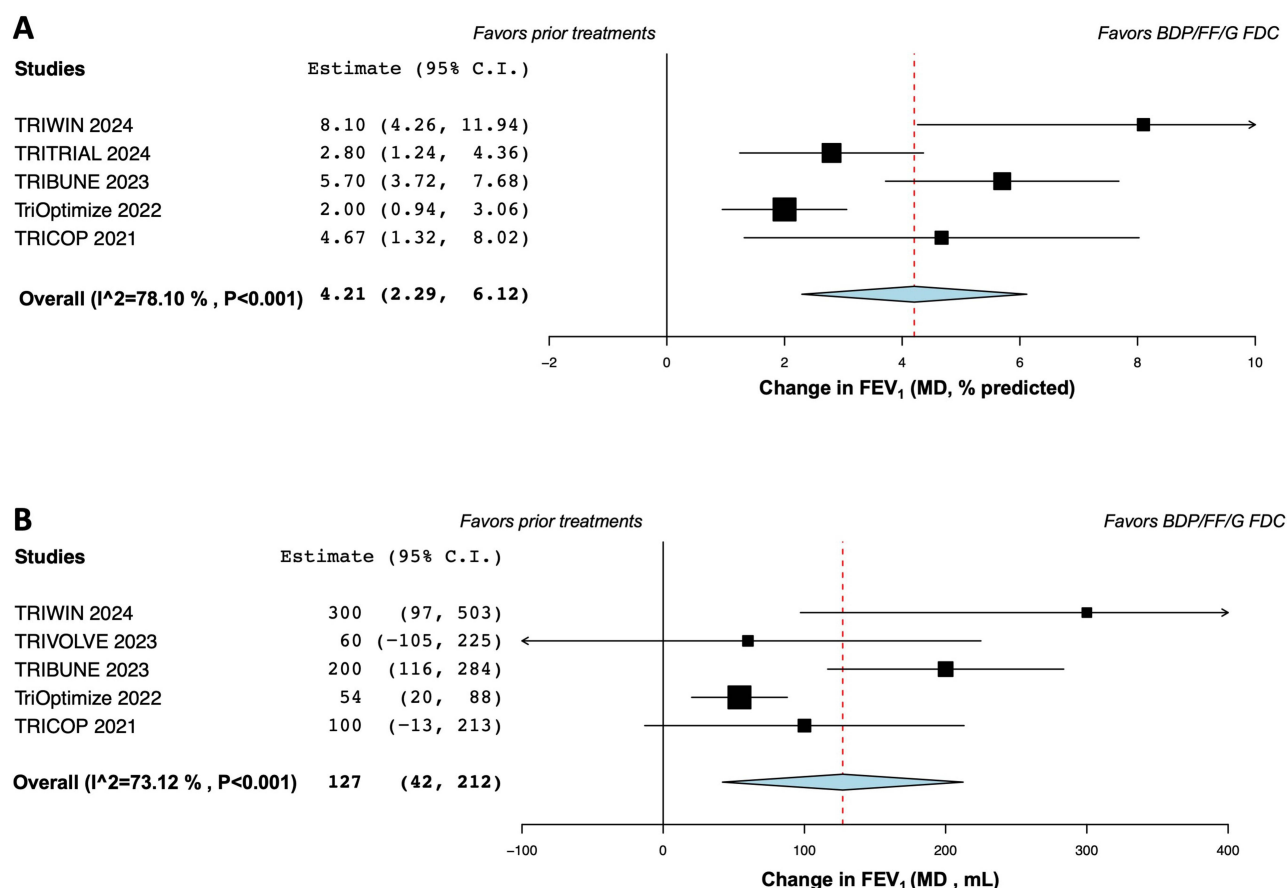 A
Favors prior treatments Favors BDP/FF/G FDC
Studies Estimate (95% C.I.)
TRIWIN 2024 8.10 (4.26, 11.94)
TRITRIAL 2024 2.80 (1.24, 4.36)
TRIBUNE 2023 5.70 (3.72, 7.68)
TriOptimize 2022 2.00 (0.94, 3.06)
TRICOP 2021 4.67 (1.32, 8.02)
Overall (I^2=78.10 % , P<0.001) 4.21 (2.29, 6.12)
−2 0 2 4 6 8 10
Change in FEV₁ (MD, % predicted)
B
Favors prior treatments Favors BDP/FF/G FDC
Studies Estimate (95% C.I.)
TRIWIN 2024 300 (97, 503)
TRIVOLVE 2023 60 (−105, 225)
TRIBUNE 2023 200 (116, 284)
TriOptimize 2022 54 (20, 88)
TRICOP 2021 100 (−13, 213)
Overall (I^2=73.12 % , P<0.001) 127 (42, 212)
−100 0 100 200 300 400
Change in FEV₁ (MD , mL)